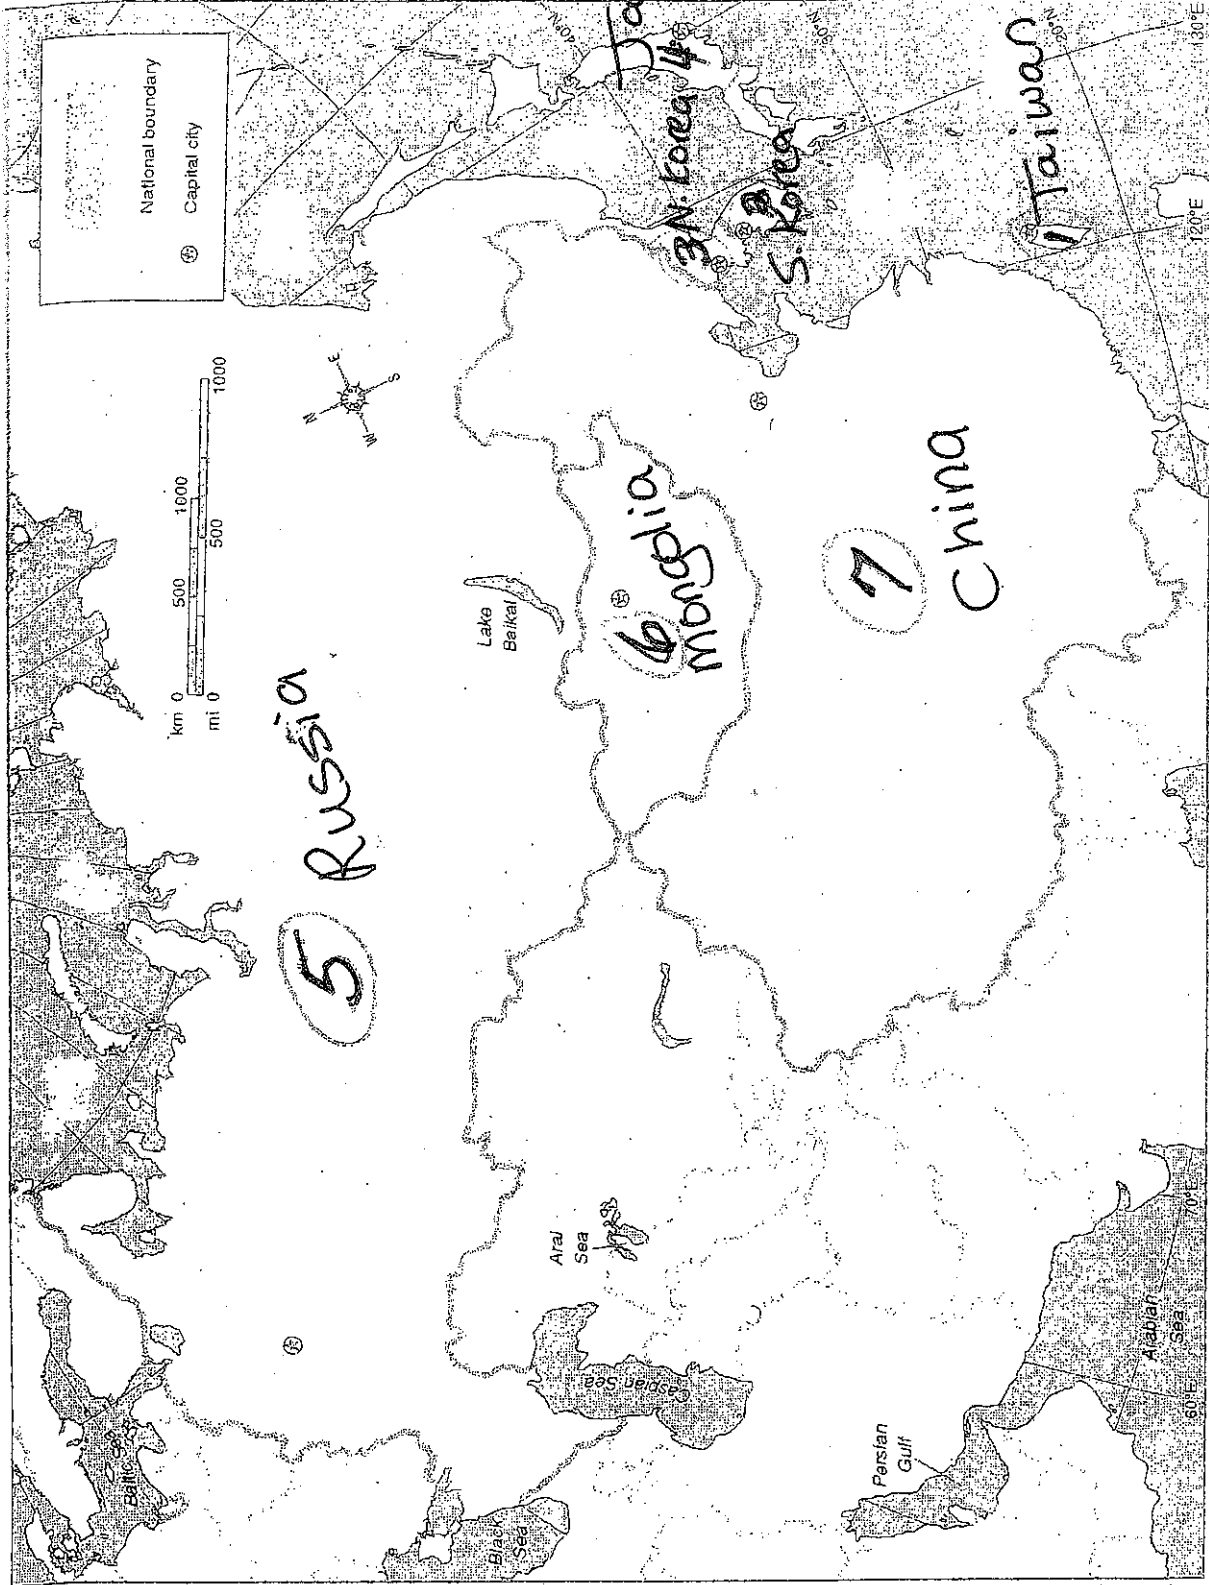 National boundary
Capital city
km 0 500 1000
mi 0 500 1000
N
E
W
S
5 Russia
Lake
Baikal
6
Mongolia
7
China
3 N. Korea
4
S. Korea
1 Taiwan
Aral
Sea
Caspian Sea
Black
Sea
Baltic Sea
Persian
Gulf
Arabian
Sea
40°N
30°N
20°N
60°E
70°E
120°E
130°E